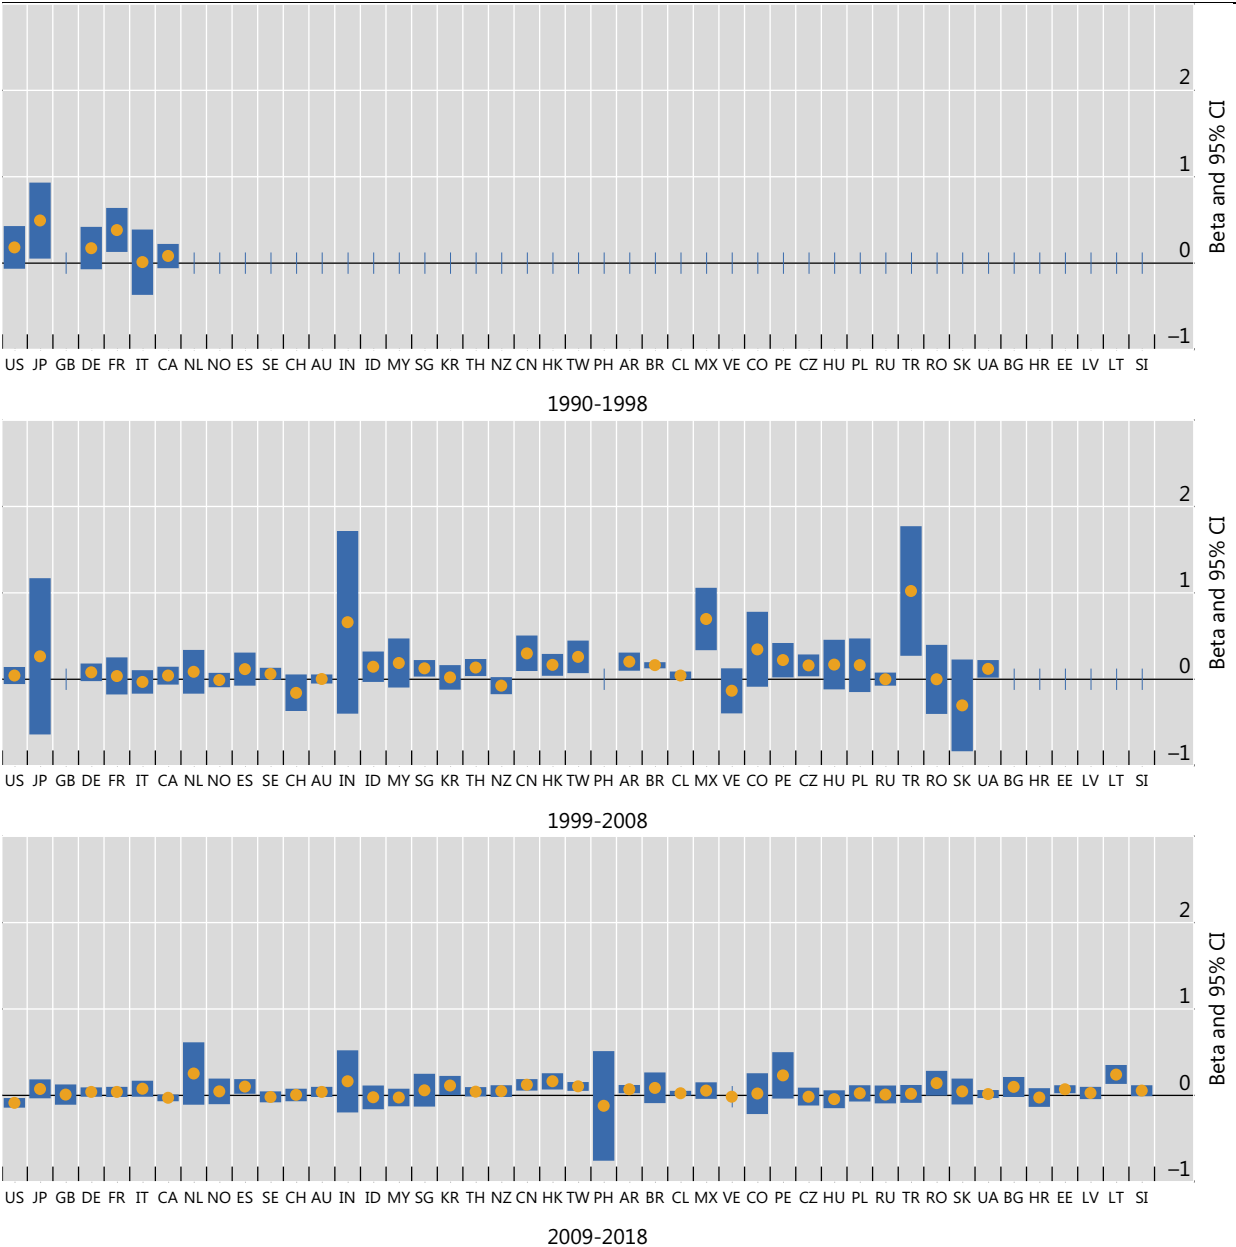 2
1
0
–1
Beta and 95% CI
US JP GB DE FR IT CA NL NO ES SE CH AU IN ID MY SG KR TH NZ CN HK TW PH AR BR CL MX VE CO PE CZ HU PL RU TR RO SK UA BG HR EE LV LT SI
1990-1998
2
1
0
–1
Beta and 95% CI
US JP GB DE FR IT CA NL NO ES SE CH AU IN ID MY SG KR TH NZ CN HK TW PH AR BR CL MX VE CO PE CZ HU PL RU TR RO SK UA BG HR EE LV LT SI
1999-2008
2
1
0
–1
Beta and 95% CI
US JP GB DE FR IT CA NL NO ES SE CH AU IN ID MY SG KR TH NZ CN HK TW PH AR BR CL MX VE CO PE CZ HU PL RU TR RO SK UA BG HR EE LV LT SI
2009-2018